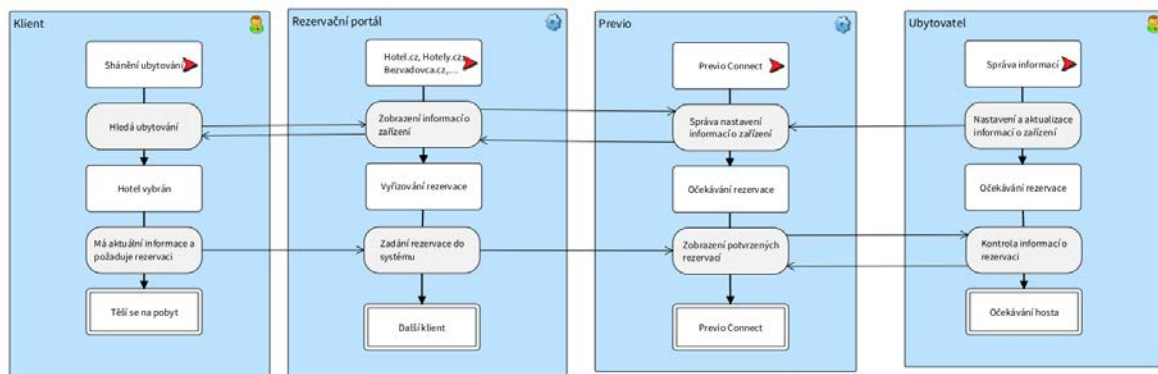 Klient
Shánění ubytování
Hledá ubytování
Hotel vybrán
Má aktuální informace a
požaduje rezervaci
Těší se na pobyt
Rezervační portál
Hotel.cz, Hotely.cz,
Bezvadovca.cz,....
Zobrazení informací o
zařízení
Vyřizování rezervace
Zadání rezervace do
systému
Další klient
Previo
Previo Connect
Správa nastavení
informací o zařízení
Očekávání rezervace
Zobrazení potvrzených
rezervací
Previo Connect
Ubytovatel
Správa informací
Nastavení a aktualizace
informací o zařízení
Očekávání rezervace
Kontrola informací o
rezervaci
Očekávání hosta